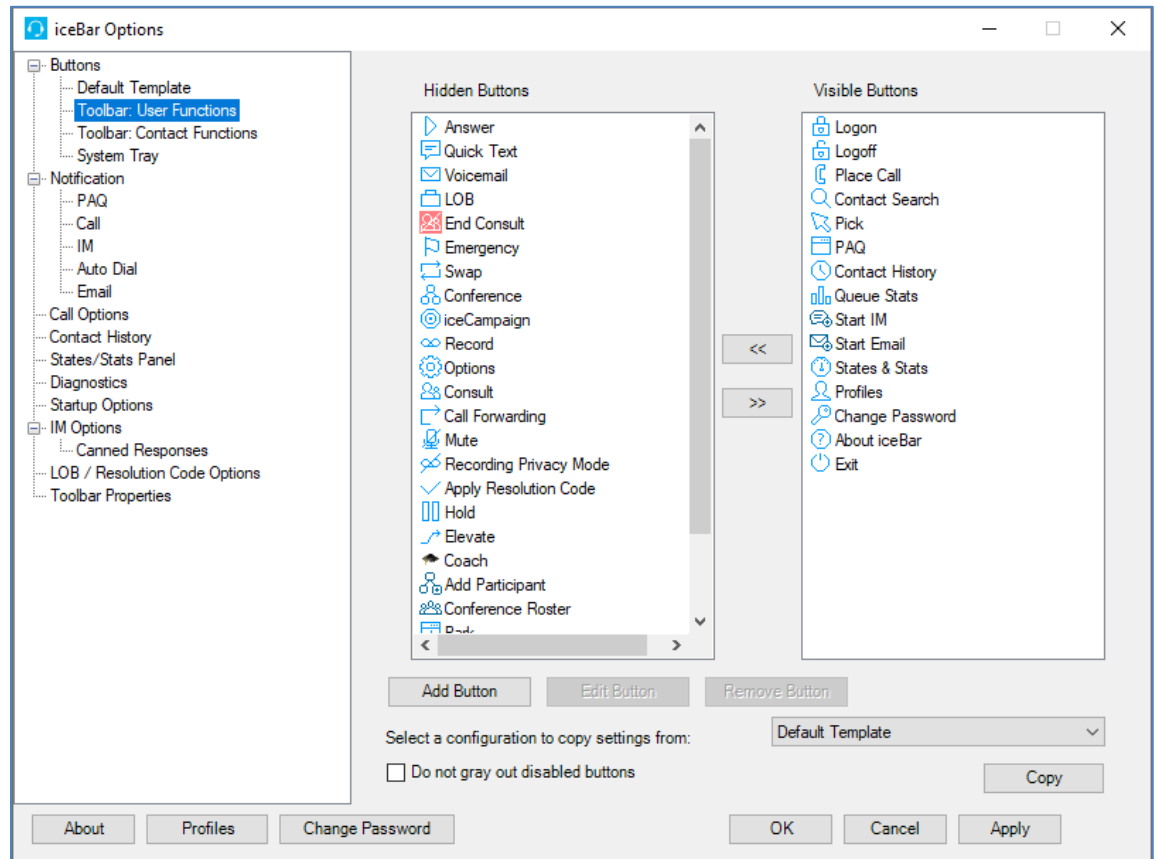 iceBar Options
Buttons
Default Template
Toolbar: User Functions
Toolbar: Contact Functions
System Tray
Notification
PAQ
Call
IM
Auto Dial
Email
Call Options
Contact History
States/Stats Panel
Diagnostics
Startup Options
IM Options
Canned Responses
LOB / Resolution Code Options
Toolbar Properties
Hidden Buttons
Answer
Quick Text
Voicemail
LOB
End Consult
Emergency
Swap
Conference
iceCampaign
Record
Options
Consult
Call Forwarding
Mute
Recording Privacy Mode
Apply Resolution Code
Hold
Elevate
Coach
Add Participant
Conference Roster
Park
<<
>>
Visible Buttons
Logon
Logoff
Place Call
Contact Search
Pick
PAQ
Contact History
Queue Stats
Start IM
Start Email
States & Stats
Profiles
Change Password
About iceBar
Exit
Add Button
Edit Button
Remove Button
Select a configuration to copy settings from:
Default Template
Do not gray out disabled buttons
Copy
About
Profiles
Change Password
OK
Cancel
Apply